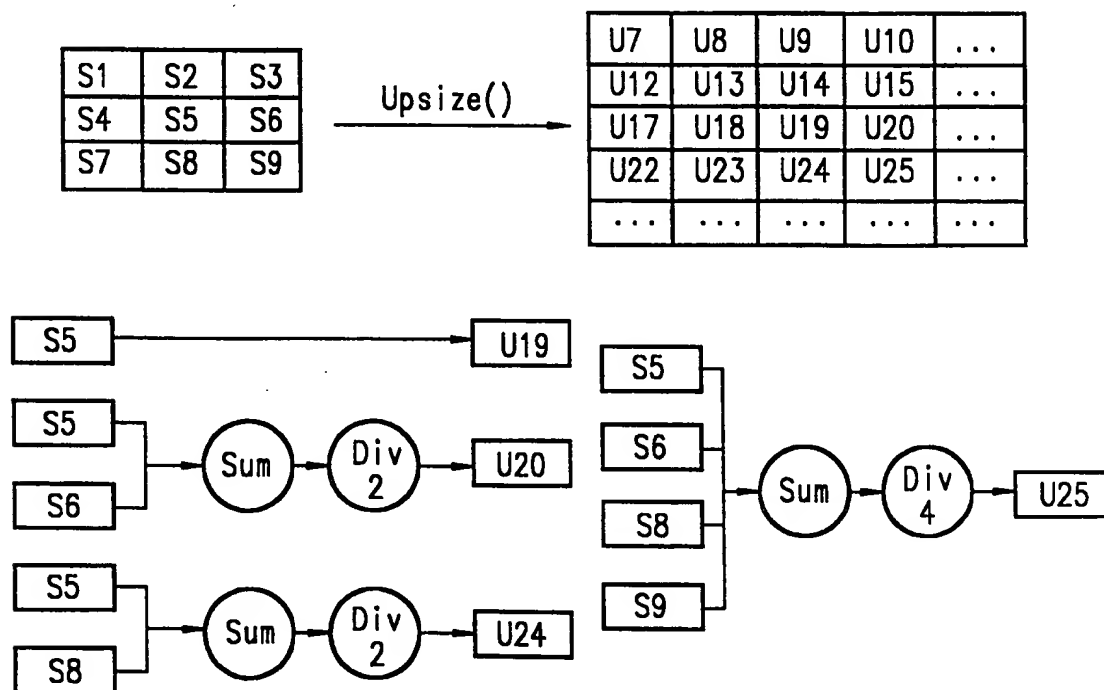 U7 U8 U9 U10 ...
S1 S2 S3
U12 U13 U14 U15 ...
Upsize()
S4 S5 S6
U17 U18 U19 U20 ...
S7 S8 S9
U22 U23 U24 U25 ...
... ... ... ... ...
S5 U19
S5
S6
Sum Div 2 U20
S5
S8
Sum Div 2 U24
S5
S6
S8
S9
Sum Div 4 U25